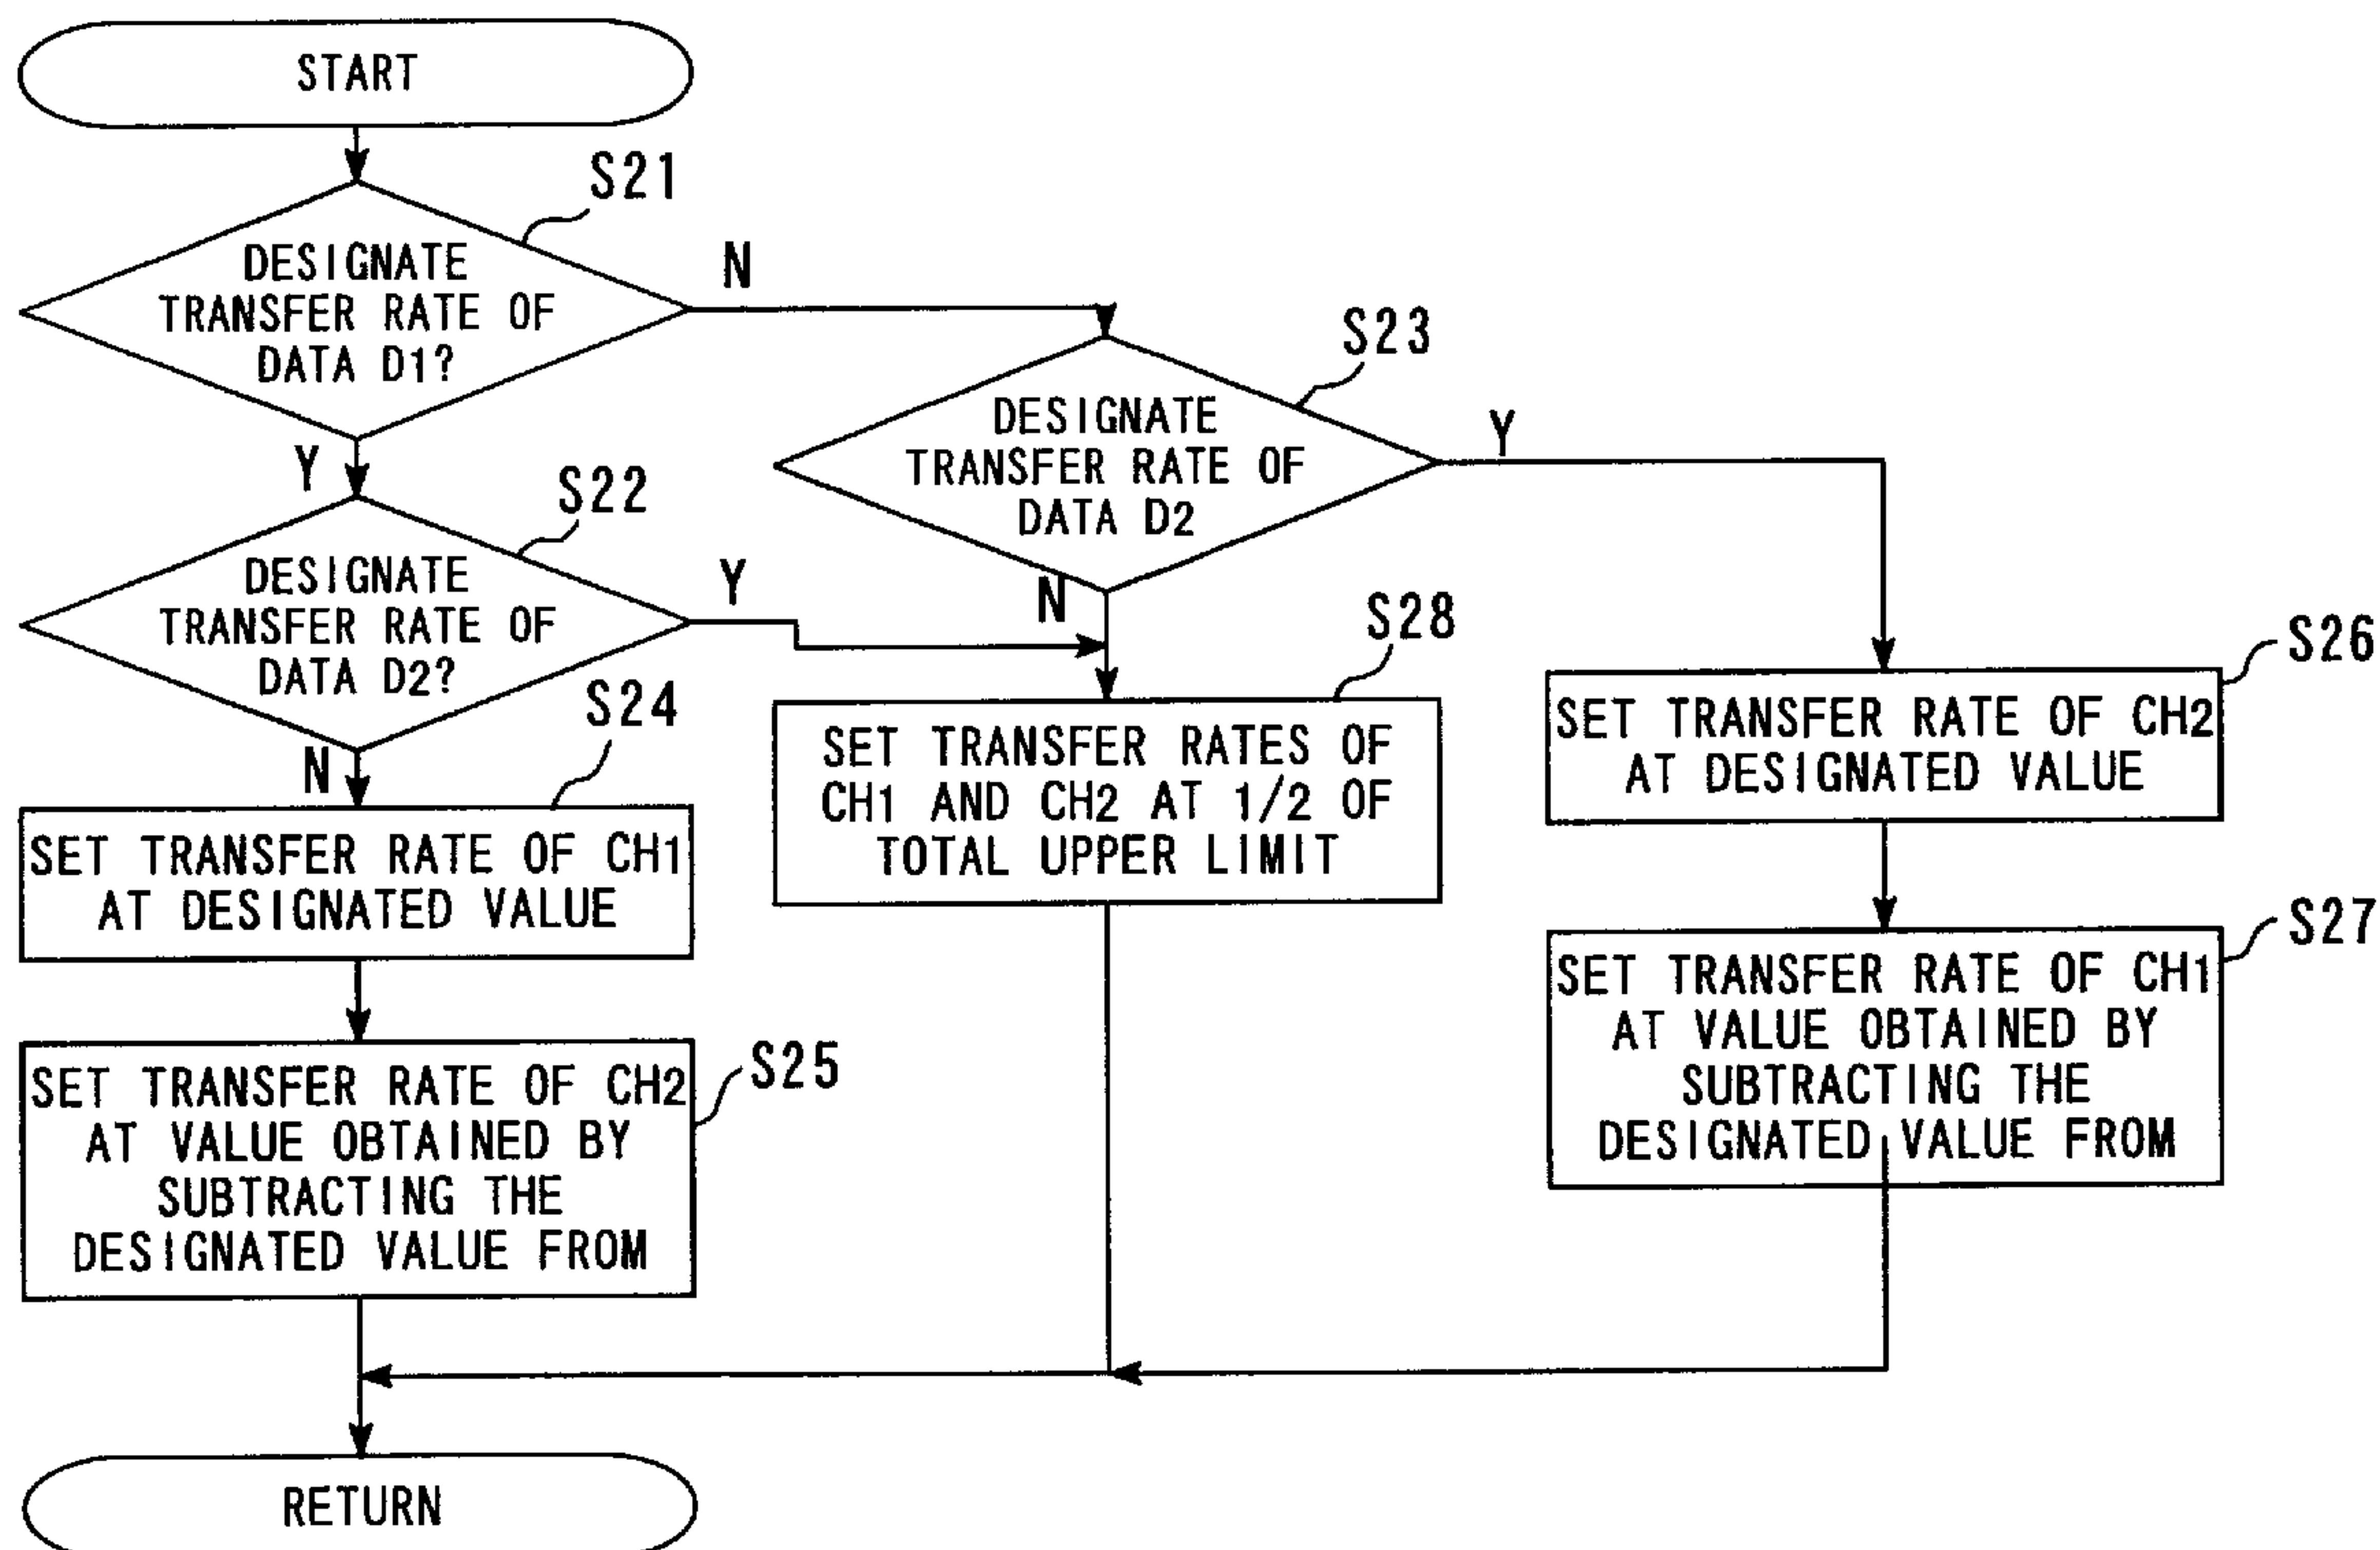 START
S21
DESIGNATE
TRANSFER RATE OF
DATA D1?
N
Y
S23
DESIGNATE
TRANSFER RATE OF
DATA D2
Y
N
S22
DESIGNATE
TRANSFER RATE OF
DATA D2?
Y
N
S24
SET TRANSFER RATE OF CH1
AT DESIGNATED VALUE
S28
SET TRANSFER RATES OF
CH1 AND CH2 AT 1/2 OF
TOTAL UPPER LIMIT
S26
SET TRANSFER RATE OF CH2
AT DESIGNATED VALUE
S25
SET TRANSFER RATE OF CH2
AT VALUE OBTAINED BY
SUBTRACTING THE
DESIGNATED VALUE FROM
S27
SET TRANSFER RATE OF CH1
AT VALUE OBTAINED BY
SUBTRACTING THE
DESIGNATED VALUE FROM
RETURN